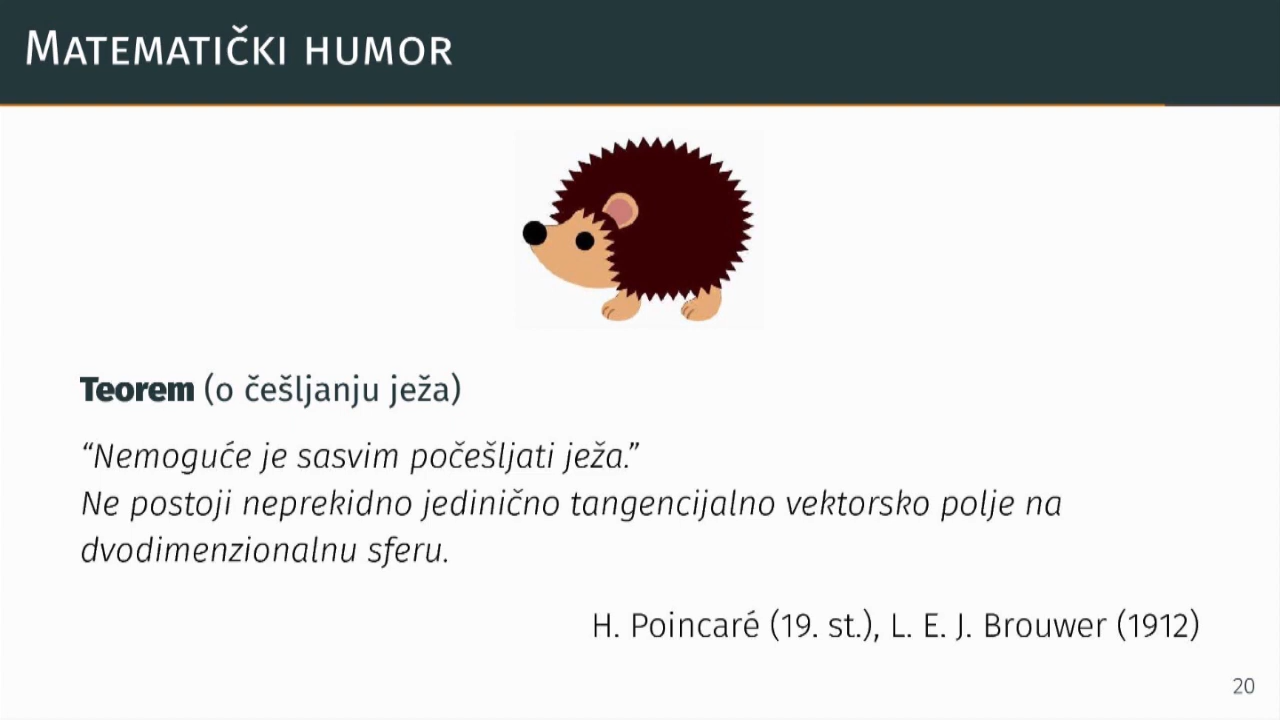 Matematički humor
Teorem (o češljanju ježa)
“Nemoguće je sasvim počešljati ježa.”
Ne postoji neprekidno jedinično tangencijalno vektorsko polje na
dvodimenzionalnu sferu.
H. Poincaré (19. st.), L. E. J. Brouwer (1912)
20